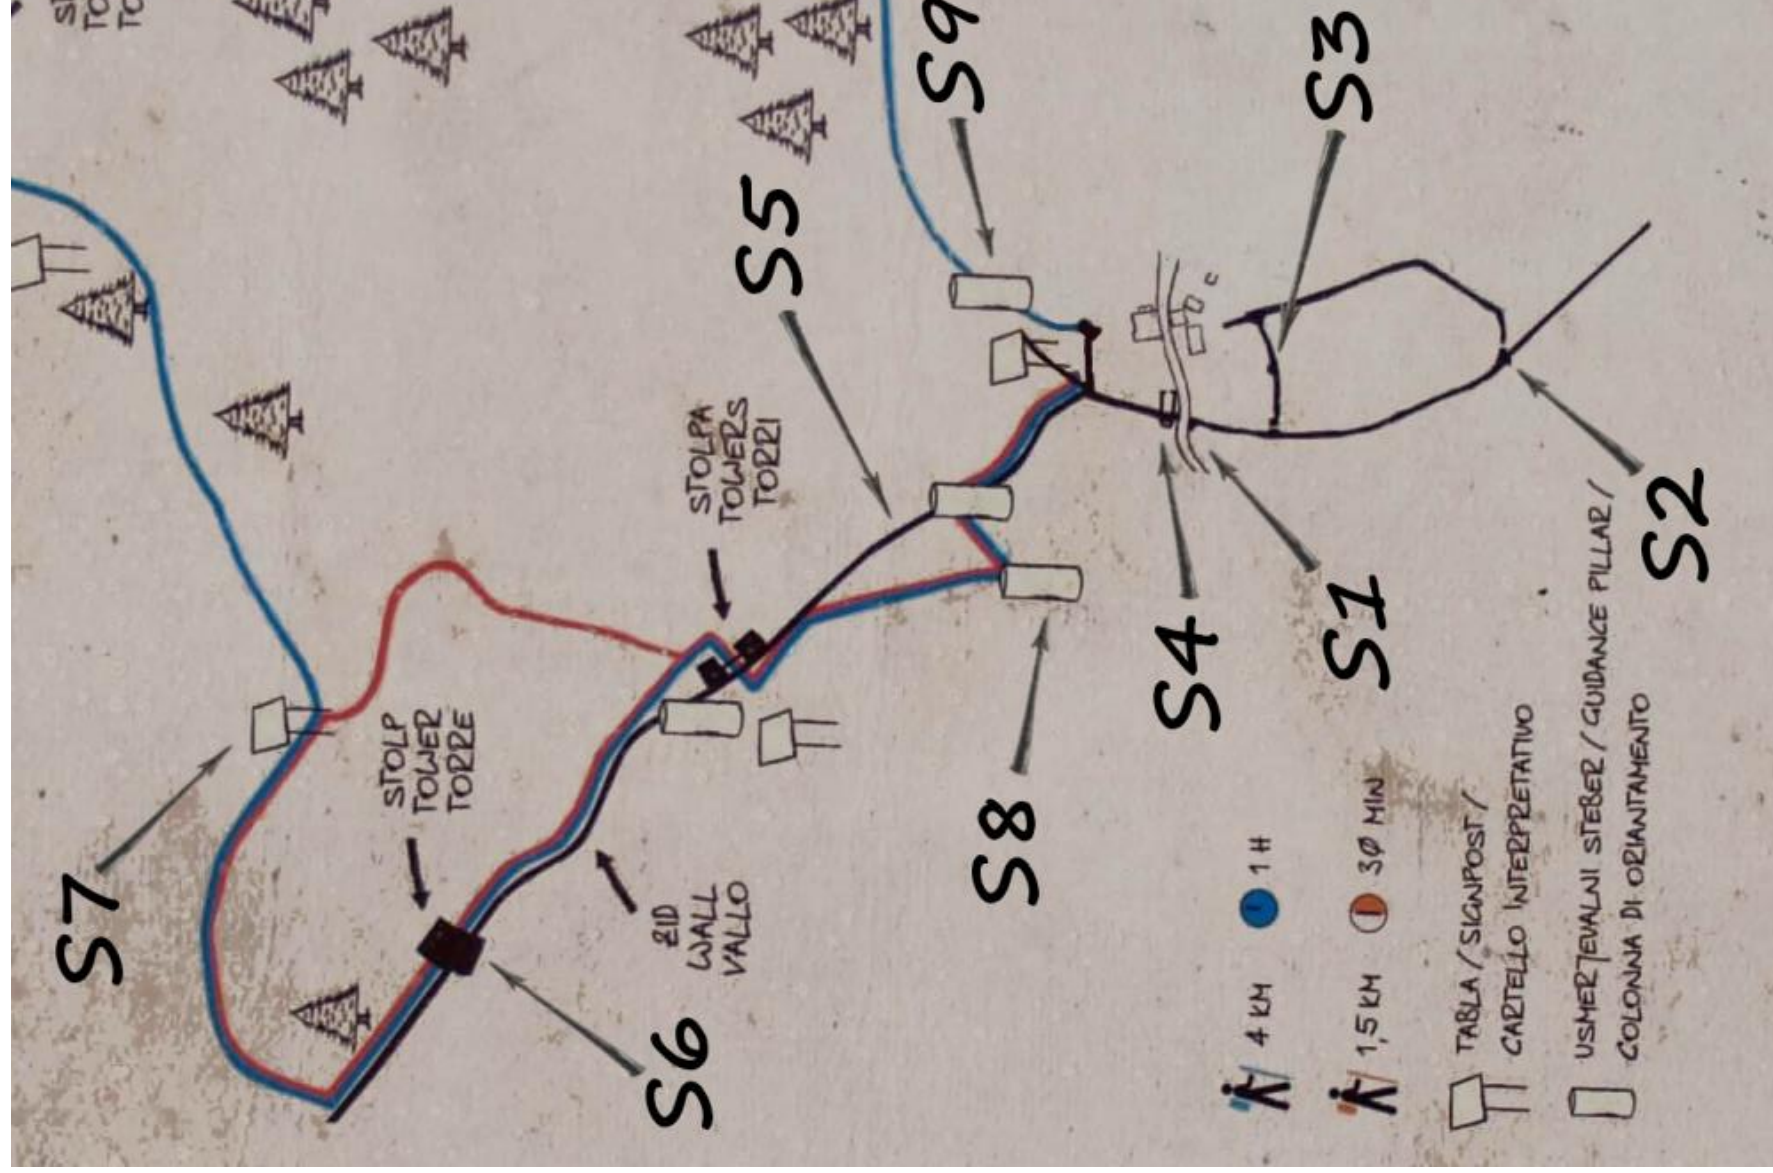 S7
STOLP
TOWER
TORRE
S6
ZID
WALL
VALLO
STOLPA
TOWERS
TORRI
S5
S9
S8
S4
S3
S1
4 KM 1 H
1,5 KM 3Ø MIN
TABLA / SIGNPOST /
CARTELLO INTERPRETATIVO
USMERJEVALNI STEBER / GUIDANCE PILLAR /
COLONNA DI ORIANTAMENTO
S2